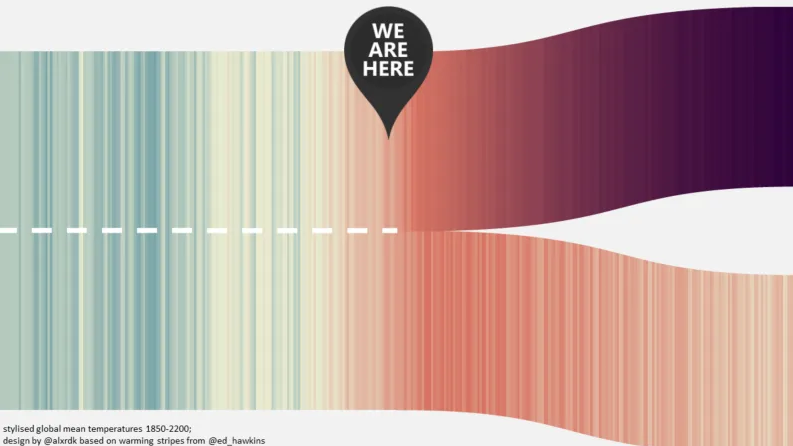 WE
ARE
HERE
stylised global mean temperatures 1850-2200;
design by @alxrdk based on warming stripes from @ed_hawkins